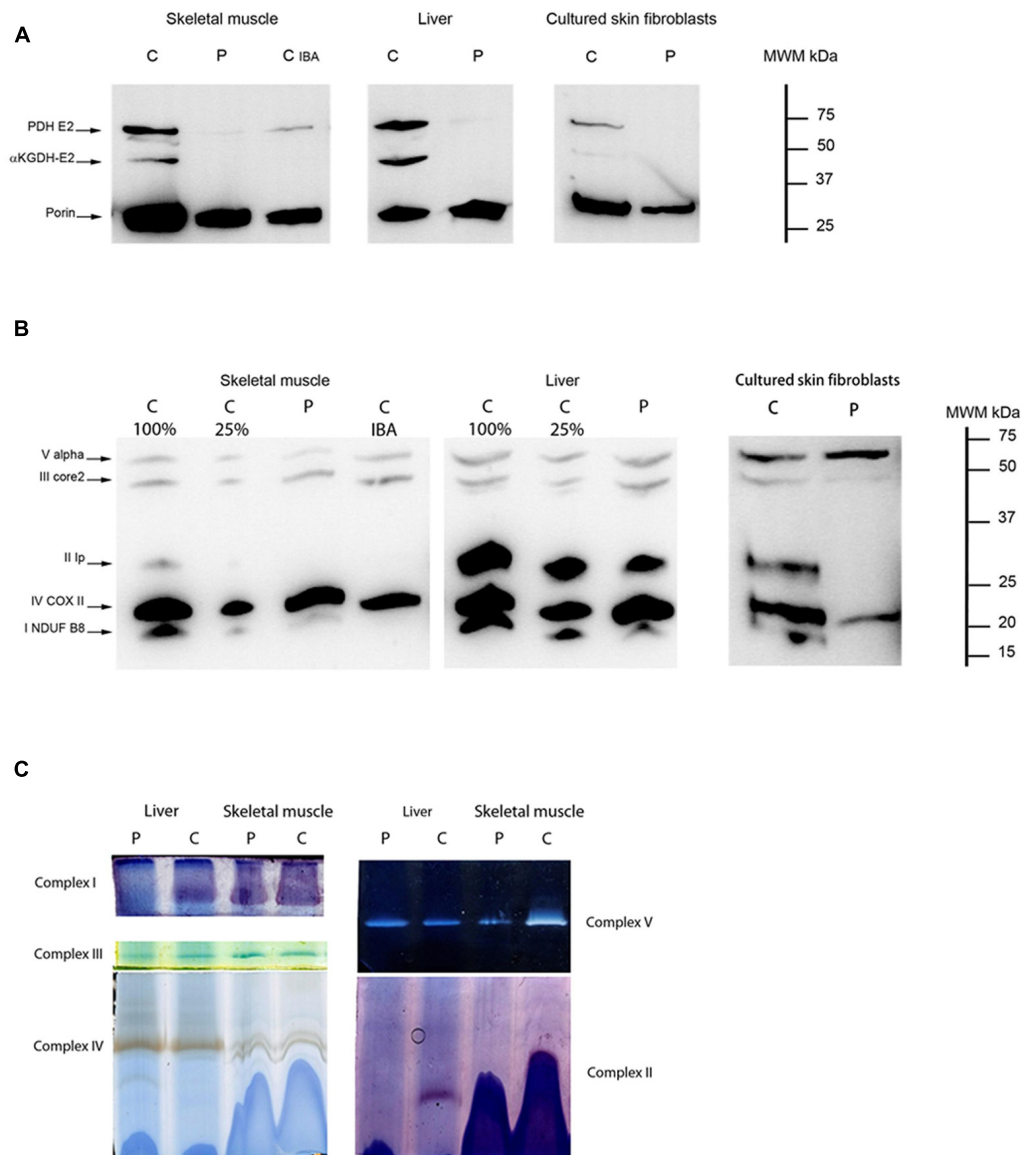 A
Skeletal muscle
Liver
Cultured skin fibroblasts
C P C IBA
C P
C P
MWM kDa
PDH E2
αKGDH-E2
Porin
75
50
37
25
B
Skeletal muscle
Liver
Cultured skin fibroblasts
C C P C
100% 25% IBA
C C P
100% 25%
C P
MWM kDa
V alpha
III core2
II Ip
IV COX II
I NDUF B8
75
50
37
25
20
15
C
Liver Skeletal muscle
P C P C
Complex I
Complex III
Complex IV
Liver Skeletal muscle
P C P C
Complex V
Complex II